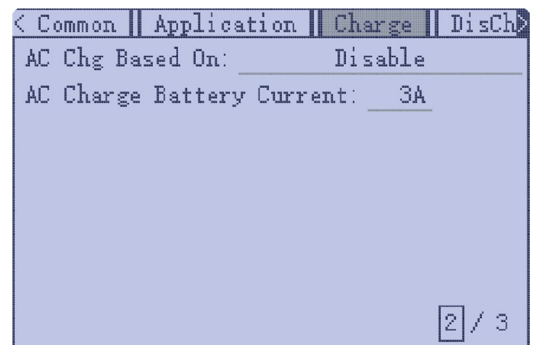 < Common Application Charge DisCh
AC Chg Based On: Disable
AC Charge Battery Current: 3A
2 / 3